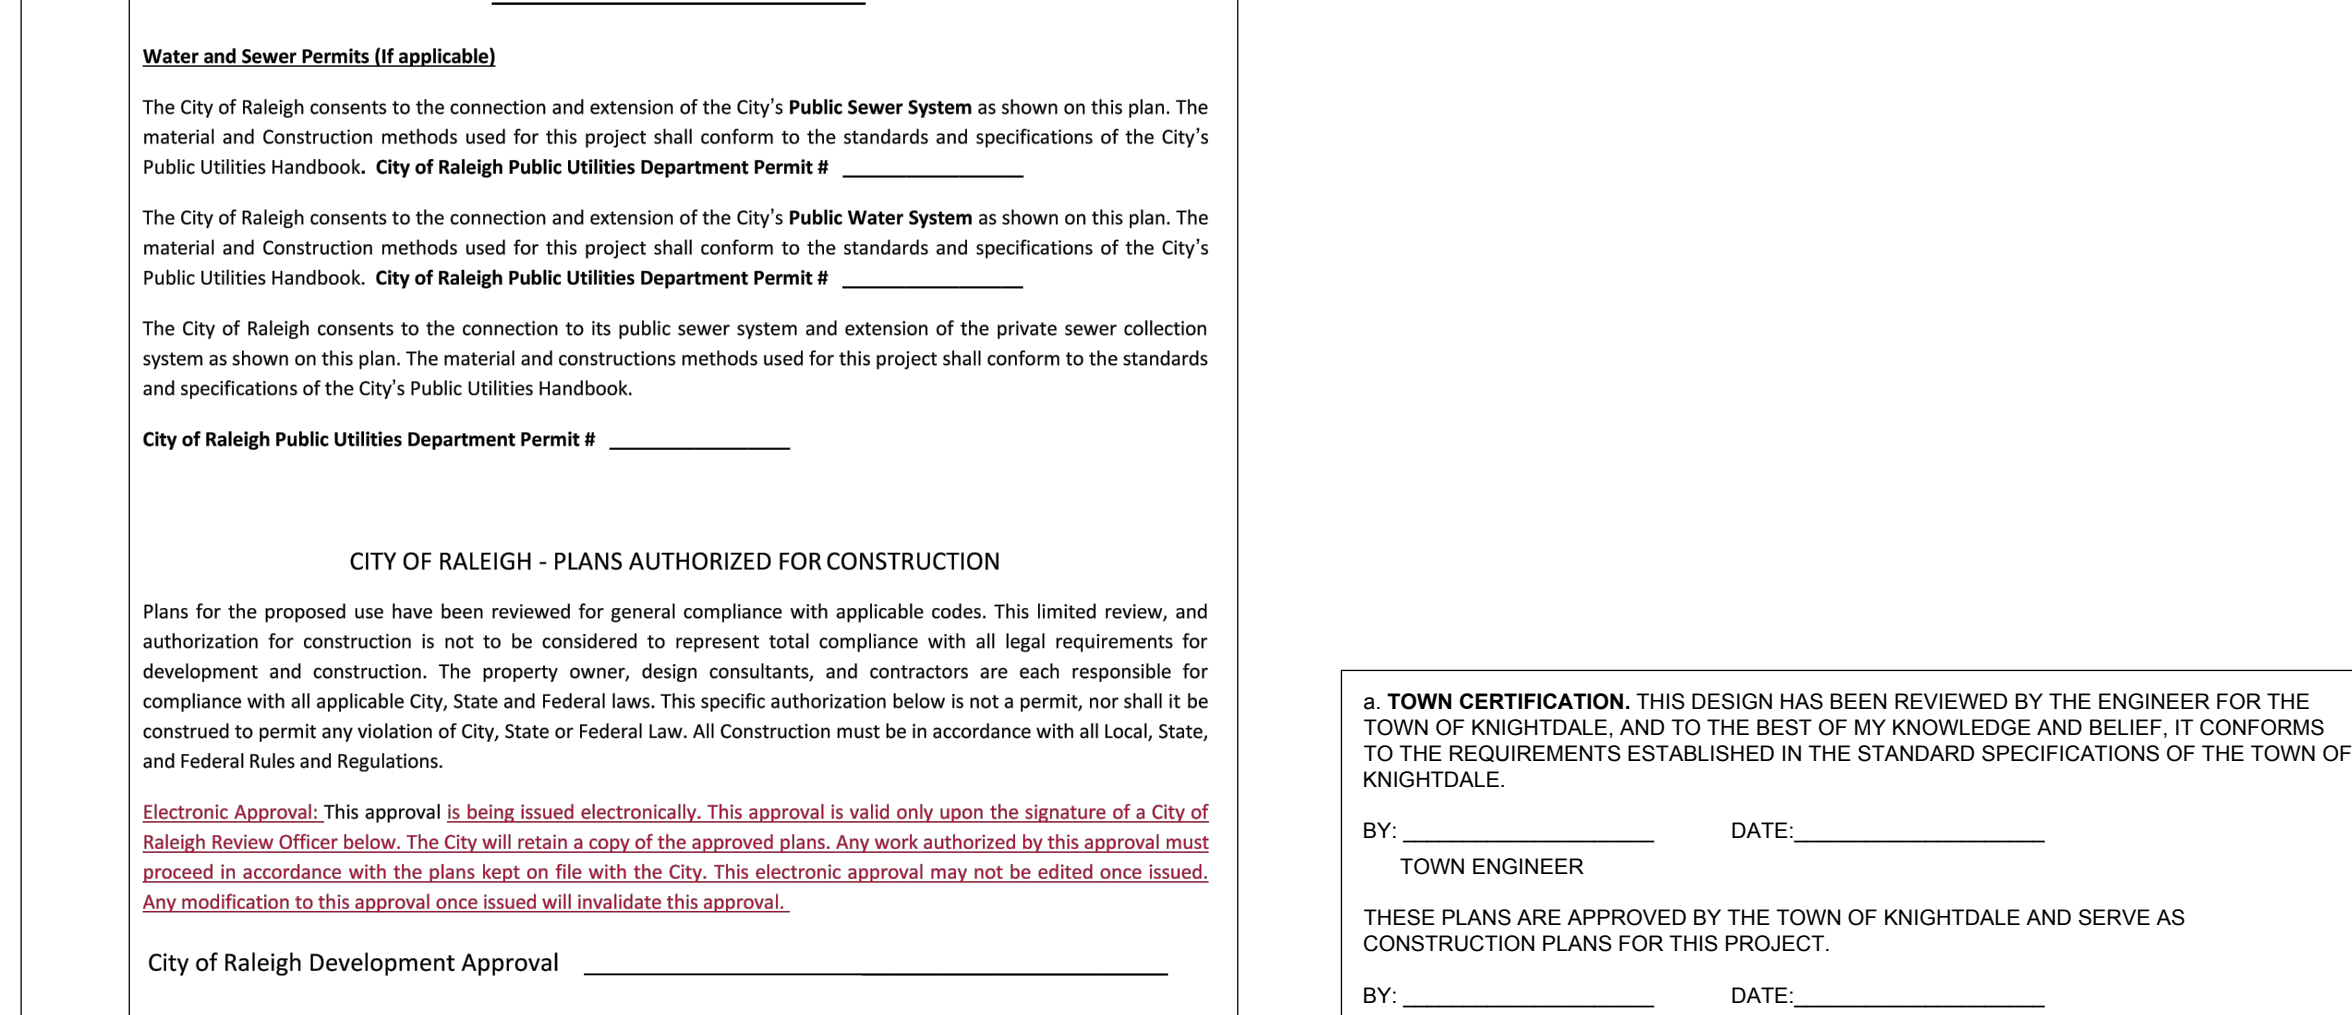 Water and Sewer Permits (If applicable)
The City of Raleigh consents to the connection and extension of the City’s Public Sewer System as shown on this plan. The
material and Construction methods used for this project shall conform to the standards and specifications of the City’s
Public Utilities Handbook. City of Raleigh Public Utilities Department Permit # ________________
The City of Raleigh consents to the connection and extension of the City’s Public Water System as shown on this plan. The
material and Construction methods used for this project shall conform to the standards and specifications of the City’s
Public Utilities Handbook. City of Raleigh Public Utilities Department Permit # ________________
The City of Raleigh consents to the connection to its public sewer system and extension of the private sewer collection
system as shown on this plan. The material and constructions methods used for this project shall conform to the standards
and specifications of the City’s Public Utilities Handbook.
City of Raleigh Public Utilities Department Permit # ________________
CITY OF RALEIGH - PLANS AUTHORIZED FOR CONSTRUCTION
Plans for the proposed use have been reviewed for general compliance with applicable codes. This limited review, and
authorization for construction is not to be considered to represent total compliance with all legal requirements for
development and construction. The property owner, design consultants, and contractors are each responsible for
compliance with all applicable City, State and Federal laws. This specific authorization below is not a permit, nor shall it be
construed to permit any violation of City, State or Federal Law. All Construction must be in accordance with all Local, State,
and Federal Rules and Regulations.
Electronic Approval: This approval is being issued electronically. This approval is valid only upon the signature of a City of
Raleigh Review Officer below. The City will retain a copy of the approved plans. Any work authorized by this approval must
proceed in accordance with the plans kept on file with the City. This electronic approval may not be edited once issued.
Any modification to this approval once issued will invalidate this approval.
City of Raleigh Development Approval ________________
a. TOWN CERTIFICATION. THIS DESIGN HAS BEEN REVIEWED BY THE ENGINEER FOR THE
TOWN OF KNIGHTDALE, AND TO THE BEST OF MY KNOWLEDGE AND BELIEF, IT CONFORMS
TO THE REQUIREMENTS ESTABLISHED IN THE STANDARD SPECIFICATIONS OF THE TOWN OF
KNIGHTDALE.
BY: ____________________ DATE:____________________
TOWN ENGINEER
THESE PLANS ARE APPROVED BY THE TOWN OF KNIGHTDALE AND SERVE AS
CONSTRUCTION PLANS FOR THIS PROJECT.
BY: ____________________ DATE:____________________